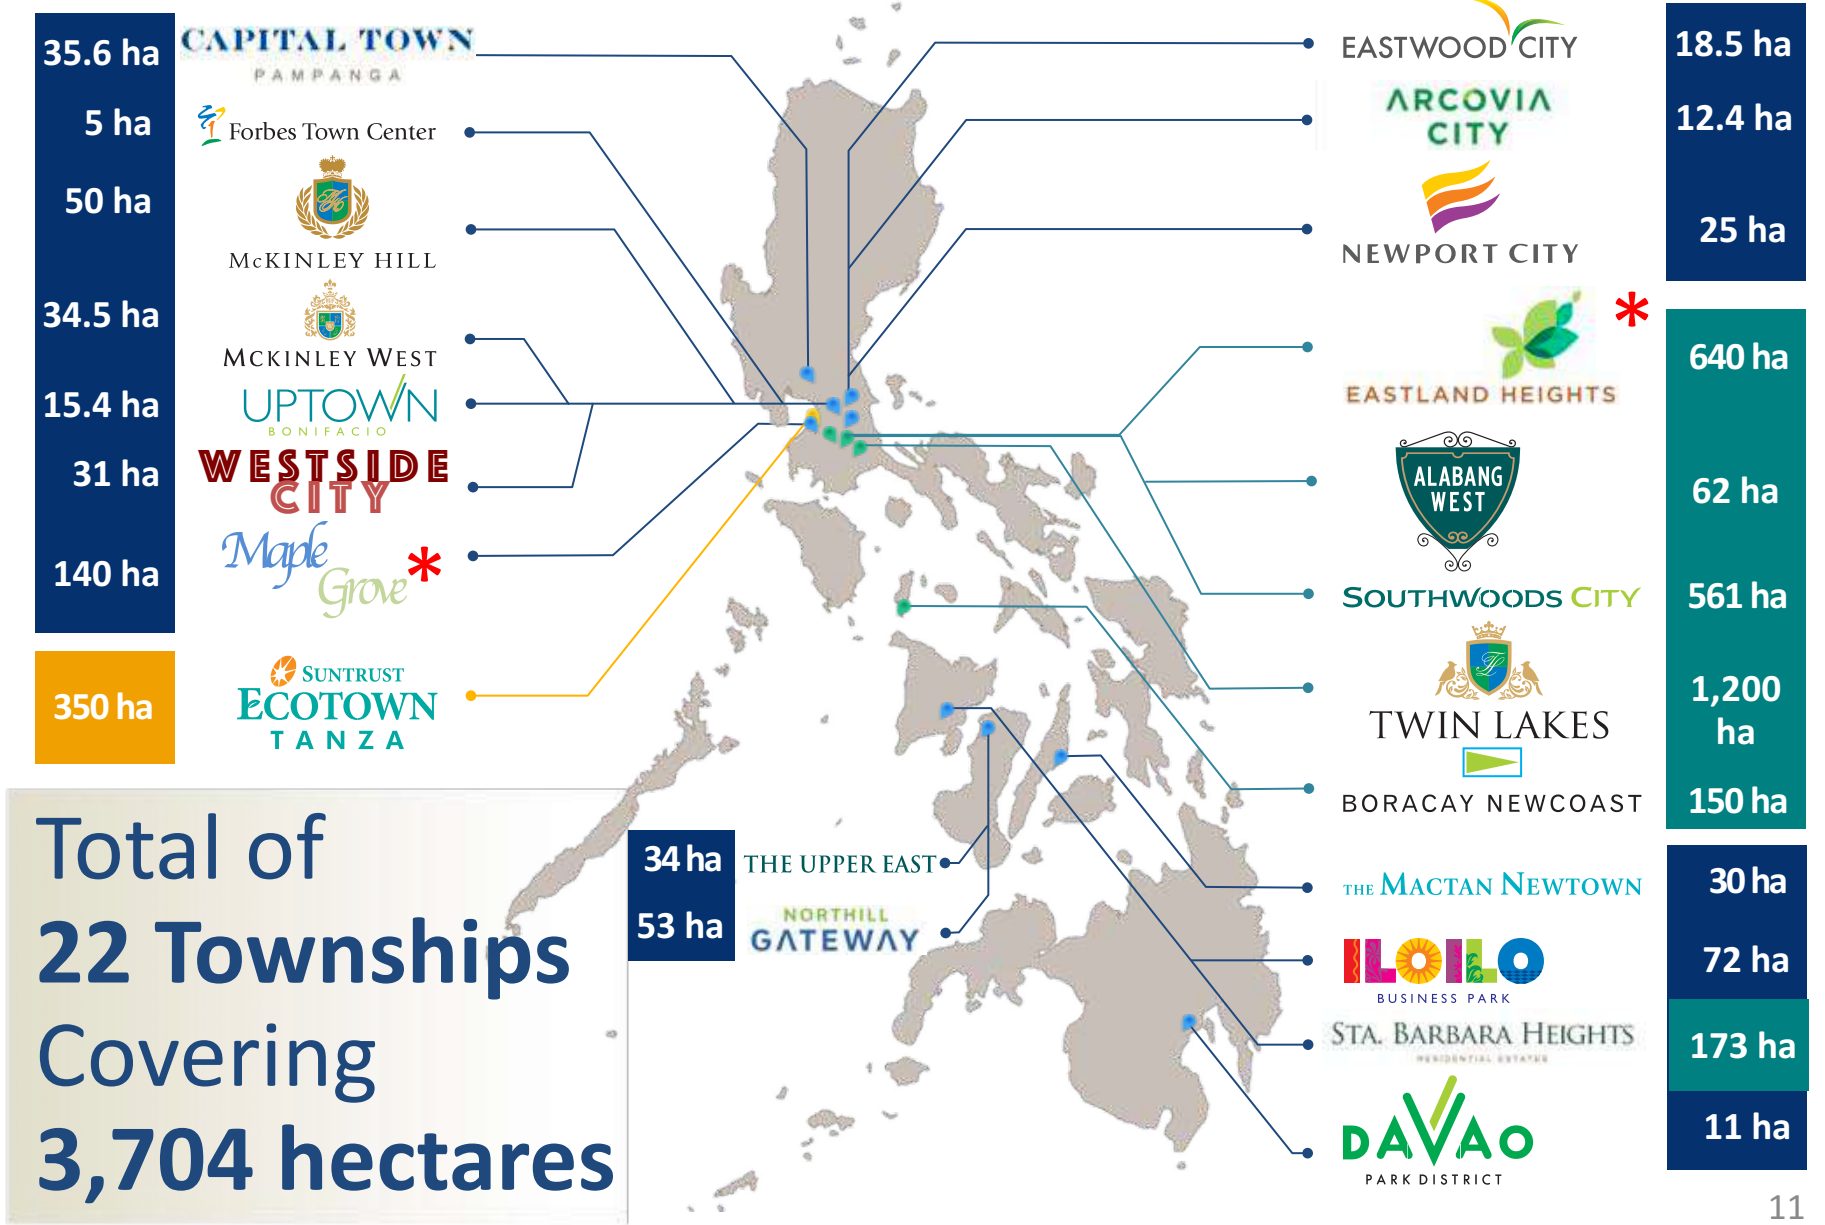 35.6 ha
CAPITAL TOWN
PAMPANGA
5 ha
Forbes Town Center
50 ha
McKINLEY HILL
34.5 ha
MCKINLEY WEST
15.4 ha
UPTOWN
BONIFACIO
31 ha
WESTSIDE
CITY
140 ha
Maple
Grove
*
350 ha
SUNTRUST
ECOTOWN
TANZA
EASTWOOD CITY
18.5 ha
ARCOVIA
CITY
12.4 ha
NEWPORT CITY
25 ha
EASTLAND HEIGHTS
*
640 ha
ALABANG
WEST
62 ha
SOUTHWOODS CITY
561 ha
TWIN LAKES
1,200
ha
BORACAY NEWCOAST
150 ha
34 ha
THE UPPER EAST
53 ha
NORTHILL
GATEWAY
THE MACTAN NEWTOWN
30 ha
ILOILO
BUSINESS PARK
72 ha
STA. BARBARA HEIGHTS
RESIDENTIAL ESTATES
173 ha
DAVAO
PARK DISTRICT
11 ha
Total of
22 Townships
Covering
3,704 hectares
11